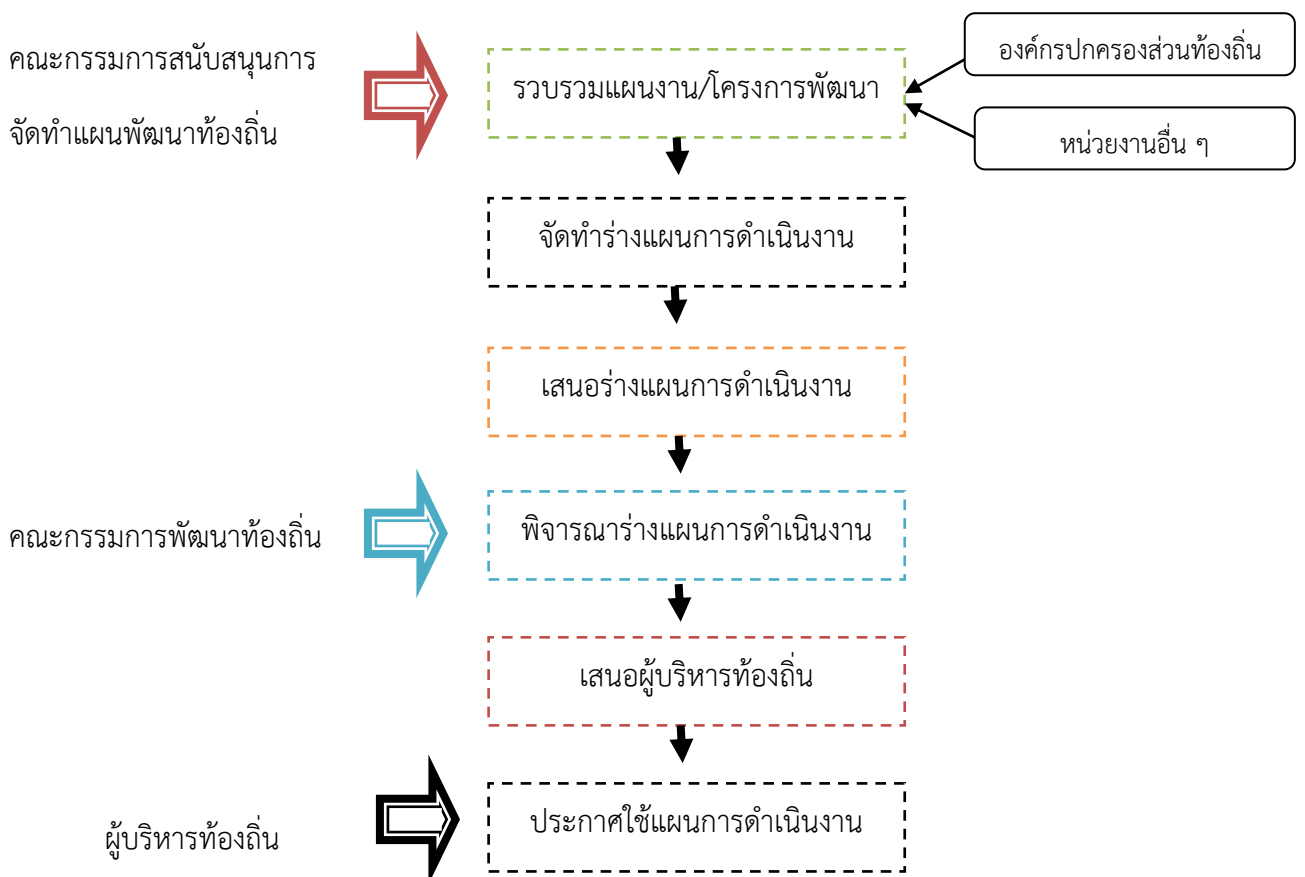 คณะกรรมการสนับสนุนการ
จัดทำแผนพัฒนาท้องถิ่น
รวบรวมแผนงาน/โครงการพัฒนา
องค์กรปกครองส่วนท้องถิ่น
หน่วยงานอื่น ๆ
จัดทำร่างแผนการดำเนินงาน
เสนอร่างแผนการดำเนินงาน
คณะกรรมการพัฒนาท้องถิ่น
พิจารณาร่างแผนการดำเนินงาน
เสนอผู้บริหารท้องถิ่น
ผู้บริหารท้องถิ่น
ประกาศใช้แผนการดำเนินงาน